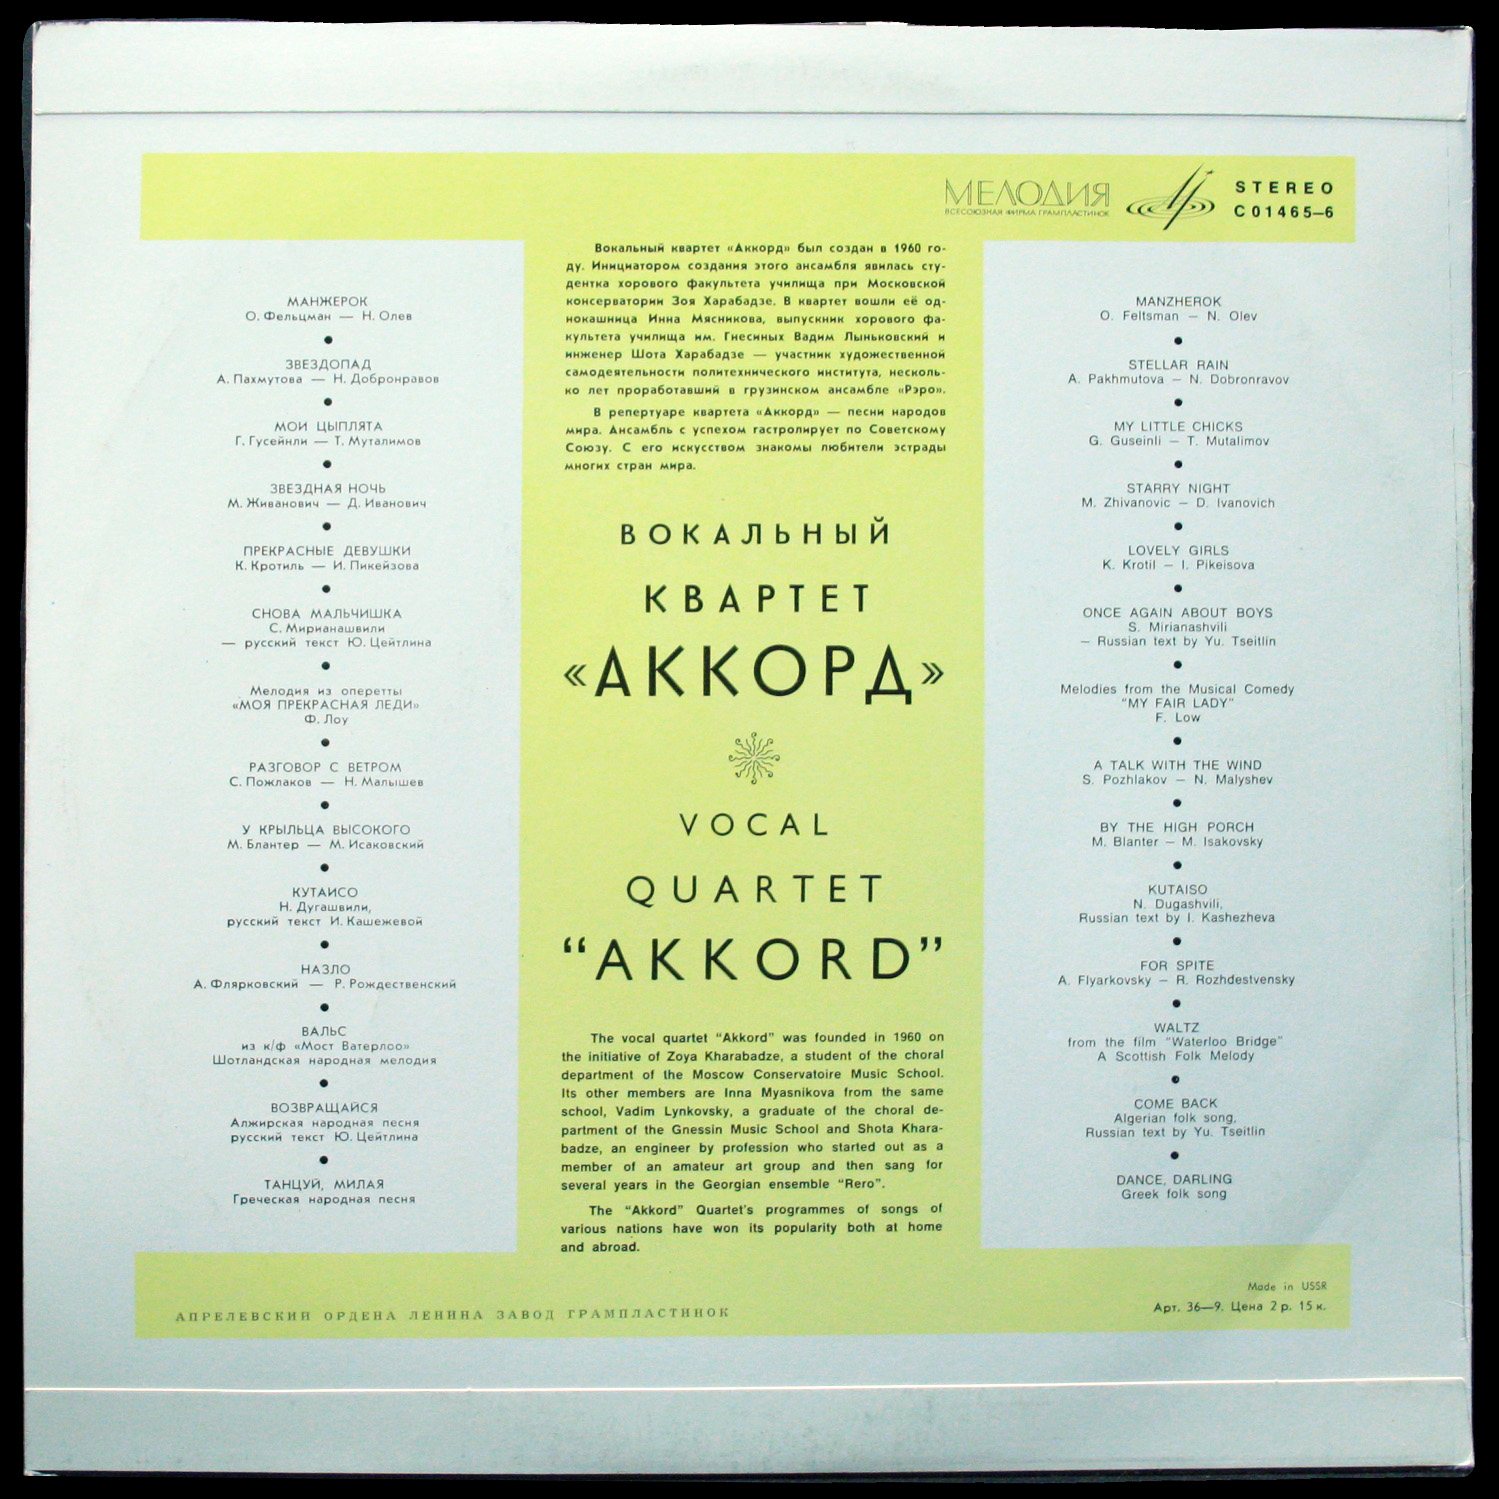 МЕЛОДИЯ
ВСЕСОЮЗНАЯ ФИРМА ГРАМПЛАСТИНОК
STEREO
С01465–6
МАНЖЕРОК
О. Фельцман — Н. Олев
ЗВЕЗДОПАД
А. Пахмутова — Н. Добронравов
МОИ ЦЫПЛЯТА
Г. Гусейнли — Т. Муталимов
ЗВЕЗДНАЯ НОЧЬ
М. Живанович — Д. Иванович
ПРЕКРАСНЫЕ ДЕВУШКИ
К. Кротиль — И. Пикейзова
СНОВА МАЛЬЧИШКА
С. Мирианашвили
— русский текст Ю. Цейтлина
Мелодия из оперетты
«МОЯ ПРЕКРАСНАЯ ЛЕДИ»
Ф. Лоу
РАЗГОВОР С ВЕТРОМ
С. Пожлаков — Н. Малышев
У КРЫЛЬЦА ВЫСОКОГО
М. Блантер — М. Исаковский
КУТАИСО
Н. Дугашвили,
русский текст И. Кашежевой
НАЗЛО
А. Флярковский — Р. Рождественский
ВАЛЬС
из к/ф «Мост Ватерлоо»
Шотландская народная мелодия
ВОЗВРАЩАЙСЯ
Алжирская народная песня
русский текст Ю. Цейтлина
ТАНЦУЙ, МИЛАЯ
Греческая народная песня
Вокальный квартет «Аккорд» был создан в 1960 го-
ду. Инициатором создания этого ансамбля явилась сту-
дентка хорового факультета училища при Московской
консерватории Зоя Харабадзе. В квартет вошли её од-
нокашница Инна Мясникова, выпускник хорового фа-
культета училища им. Гнесиных Вадим Лыньковский и
инженер Шота Харабадзе — участник художественной
самодеятельности политехнического института, несколь-
ко лет проработавший в грузинском ансамбле «Рэро».
В репертуаре квартета «Аккорд» — песни народов
мира. Ансамбль с успехом гастролирует по Советскому
Союзу. С его искусством знакомы любители эстрады
многих стран мира.
ВОКАЛЬНЫЙ
КВАРТЕТ
«АККОРД»
VOCAL
QUARTET
“AKKORD”
The vocal quartet “Akkord” was founded in 1960 on
the initiative of Zoya Kharabadze, a student of the choral
department of the Moscow Conservatoire Music School.
Its other members are Inna Myasnikova from the same
school, Vadim Lynkovsky, a graduate of the choral de-
partment of the Gnessin Music School and Shota Khara-
badze, an engineer by profession who started out as a
member of an amateur art group and then sang for
several years in the Georgian ensemble “Rero”.
The “Akkord” Quartet’s programmes of songs of
various nations have won its popularity both at home
and abroad.
MANZHEROK
O. Feltsman – N. Olev
STELLAR RAIN
A. Pakhmutova – N. Dobronravov
MY LITTLE CHICKS
G. Guseinli – T. Mutalimov
STARRY NIGHT
M. Zhivanovic – D. Ivanovich
LOVELY GIRLS
K. Krotil – I. Pikeisova
ONCE AGAIN ABOUT BOYS
S. Mirianashvili
– Russian text by Yu. Tseitlin
Melodies from the Musical Comedy
“MY FAIR LADY”
F. Low
A TALK WITH THE WIND
S. Pozhlakov – N. Malyshev
BY THE HIGH PORCH
M. Blanter – M. Isakovsky
KUTAISO
N. Dugashvili,
Russian text by I. Kashezheva
FOR SPITE
A. Flyarkovsky – R. Rozhdestvensky
WALTZ
from the film “Waterloo Bridge”
A Scottish Folk Melody
COME BACK
Algerian folk song,
Russian text by Yu. Tseitlin
DANCE, DARLING
Greek folk song
АПРЕЛЕВСКИЙ ОРДЕНА ЛЕНИНА ЗАВОД ГРАМПЛАСТИНОК
Made in USSR
Арт. 36—9. Цена 2 р. 15 к.